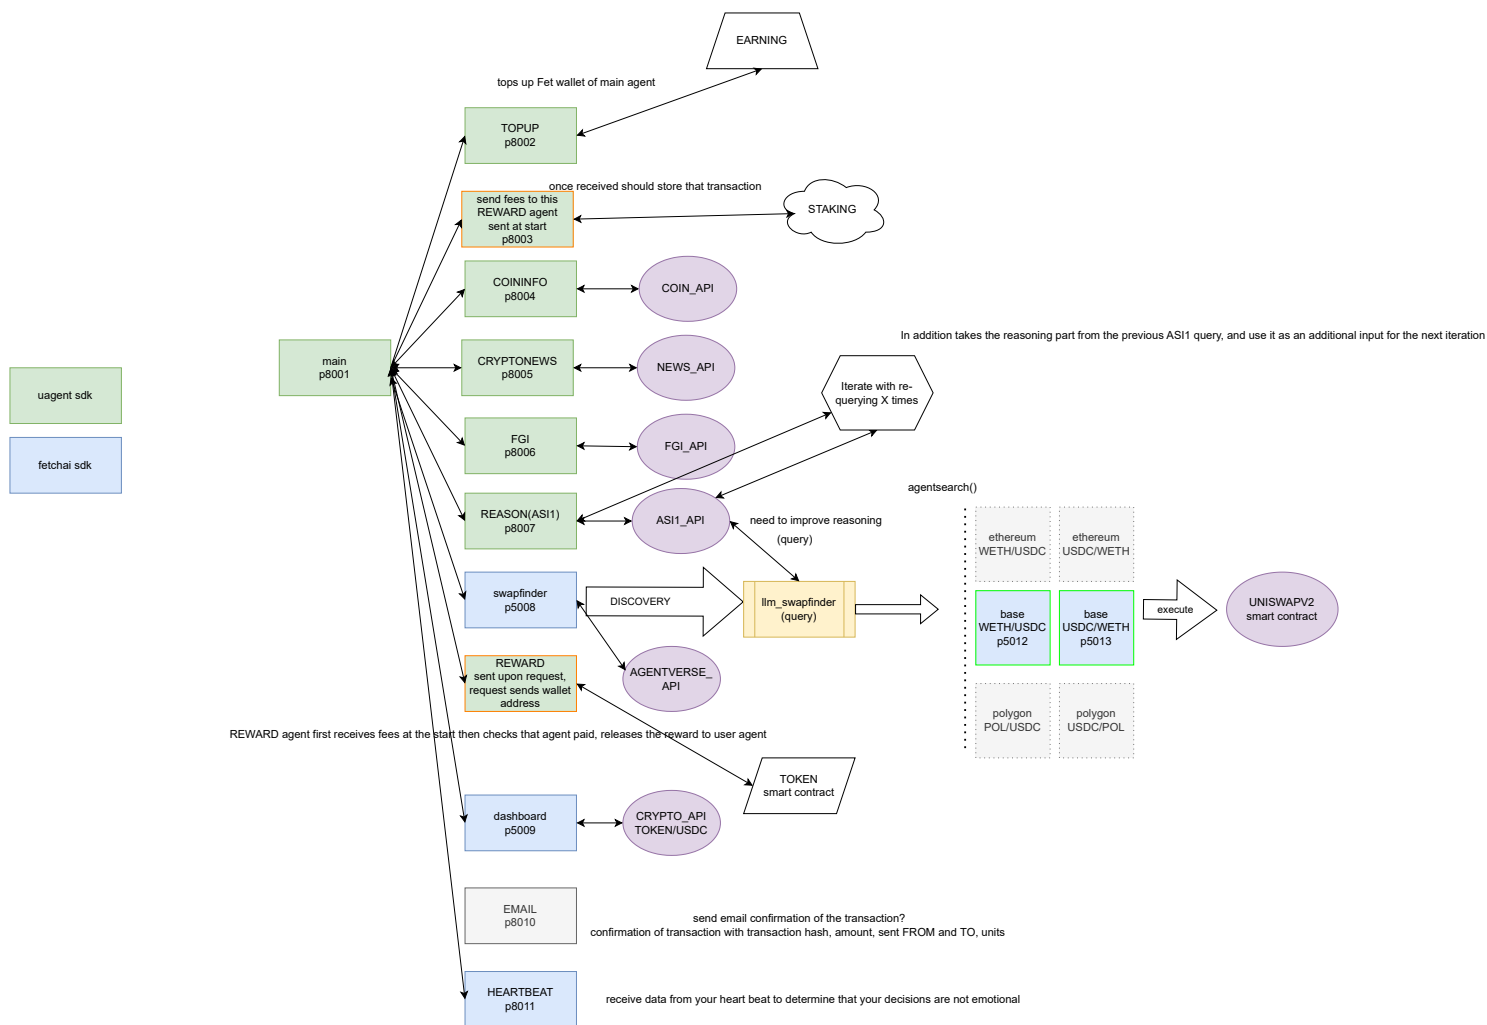 EARNING
tops up Fet wallet of main agent
TOPUP
p8002
once received should store that transaction
send fees to this
REWARD agent
sent at start
p8003
STAKING
COININFO
p8004
COIN_API
In addition takes the reasoning part from the previous ASI1 query, and use it as an additional input for the next iteration
main
p8001
CRYPTONEWS
p8005
NEWS_API
Iterate with re-
querying X times
uagent sdk
FGI
p8006
FGI_API
fetchai sdk
agentsearch()
REASON(ASI1)
p8007
ASI1_API
need to improve reasoning
(query)
ethereum
WETH/USDC
ethereum
USDC/WETH
swapfinder
p5008
DISCOVERY
llm_swapfinder
(query)
base
WETH/USDC
p5012
base
USDC/WETH
p5013
execute
UNISWAPV2
smart contract
REWARD
sent upon request,
request sends wallet
address
AGENTVERSE_
API
polygon
POL/USDC
polygon
USDC/POL
REWARD agent first receives fees at the start then checks that agent paid, releases the reward to user agent
TOKEN
smart contract
dashboard
p5009
CRYPTO_API
TOKEN/USDC
EMAIL
p8010
send email confirmation of the transaction?
confirmation of transaction with transaction hash, amount, sent FROM and TO, units
HEARTBEAT
p8011
receive data from your heart beat to determine that your decisions are not emotional